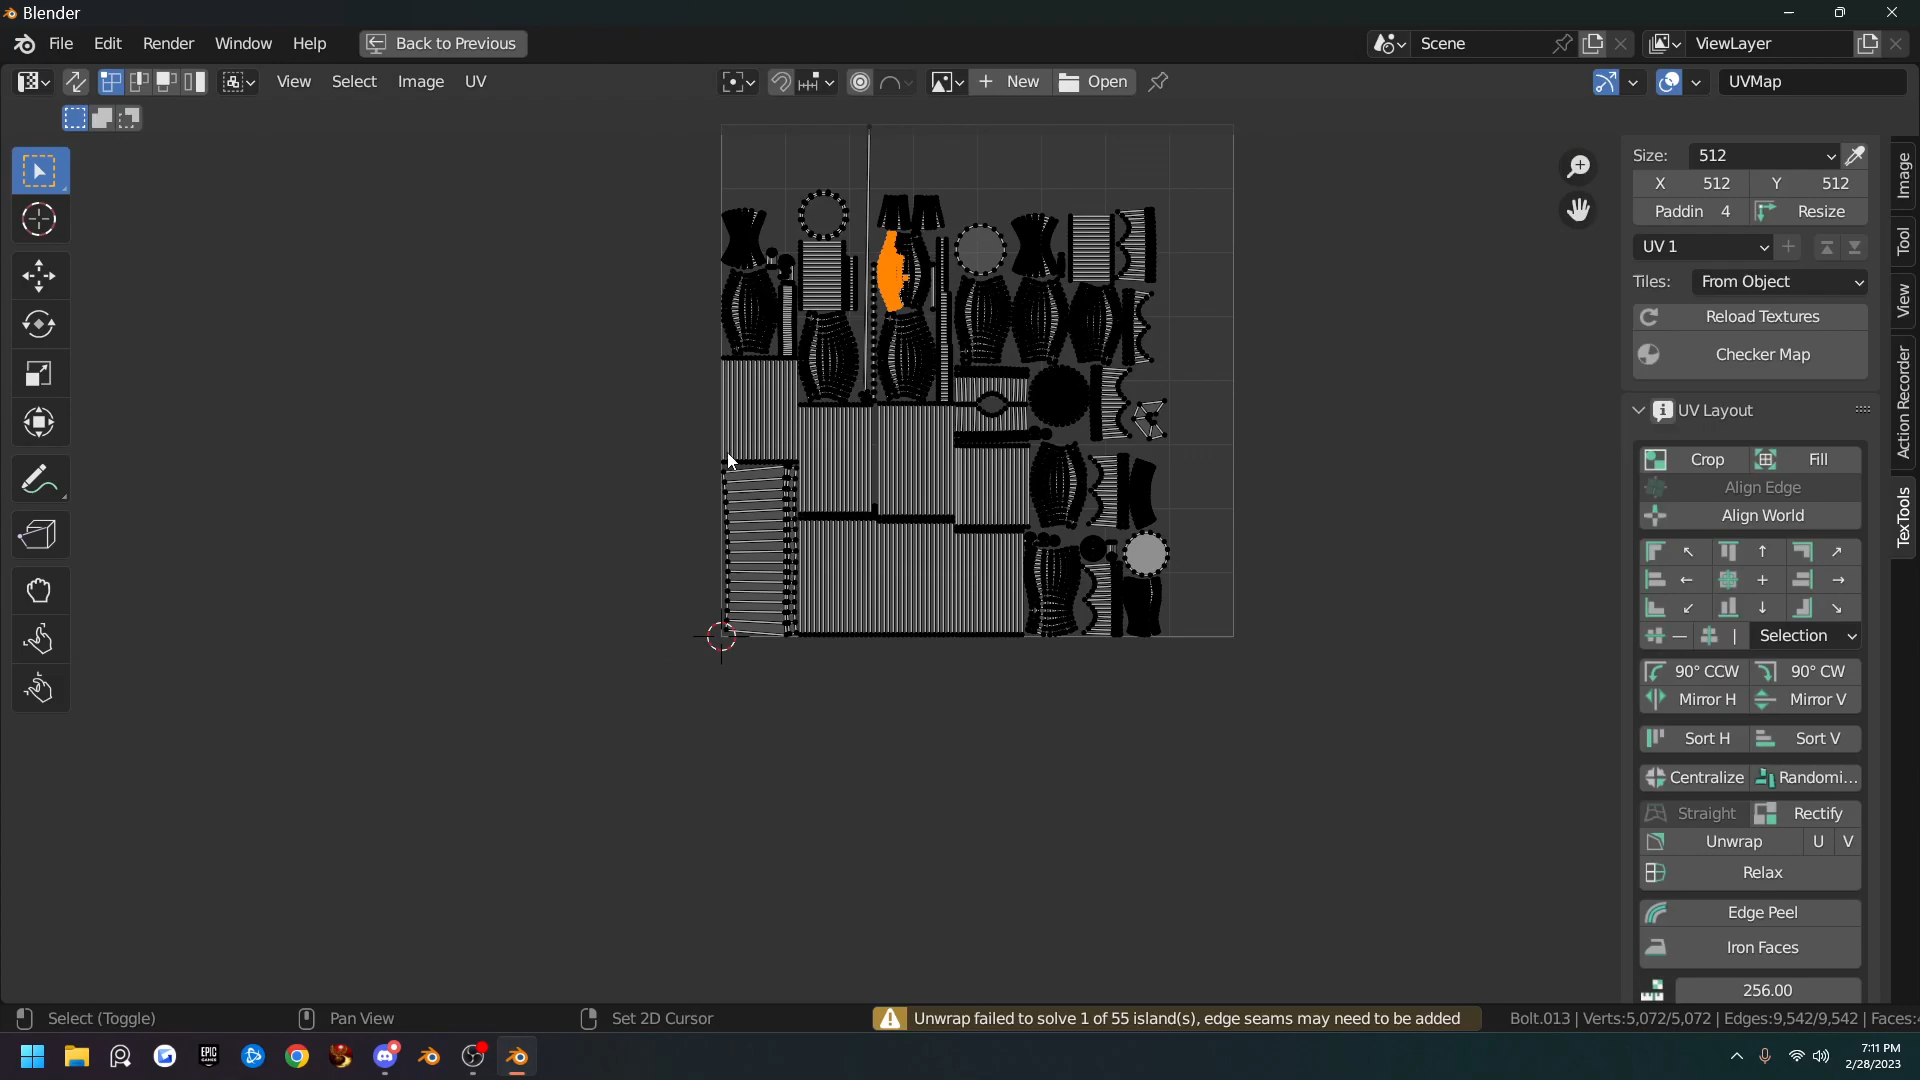 Blender
File Edit Render Window Help Back to Previous Scene ViewLayer
View Select Image UV New Open UVMap
Size: 512
X 512 Y 512
Paddin 4 Resize
UV 1
Tiles: From Object
Reload Textures
Checker Map
UV Layout
Crop Fill
Align Edge
Align World
Selection
90° CCW 90° CW
Mirror H Mirror V
Sort H Sort V
Centralize Randomi...
Straight Rectify
Unwrap U V
Relax
Edge Peel
Iron Faces
256.00
Image
Tool
View
Action Recorder
TexTools
Select (Toggle) Pan View Set 2D Cursor Unwrap failed to solve 1 of 55 island(s), edge seams may need to be added Bolt.013 | Verts:5,072/5,072 | Edges:9,542/9,542 | Faces:
EPIC GAMES
7:11 PM
2/28/2023